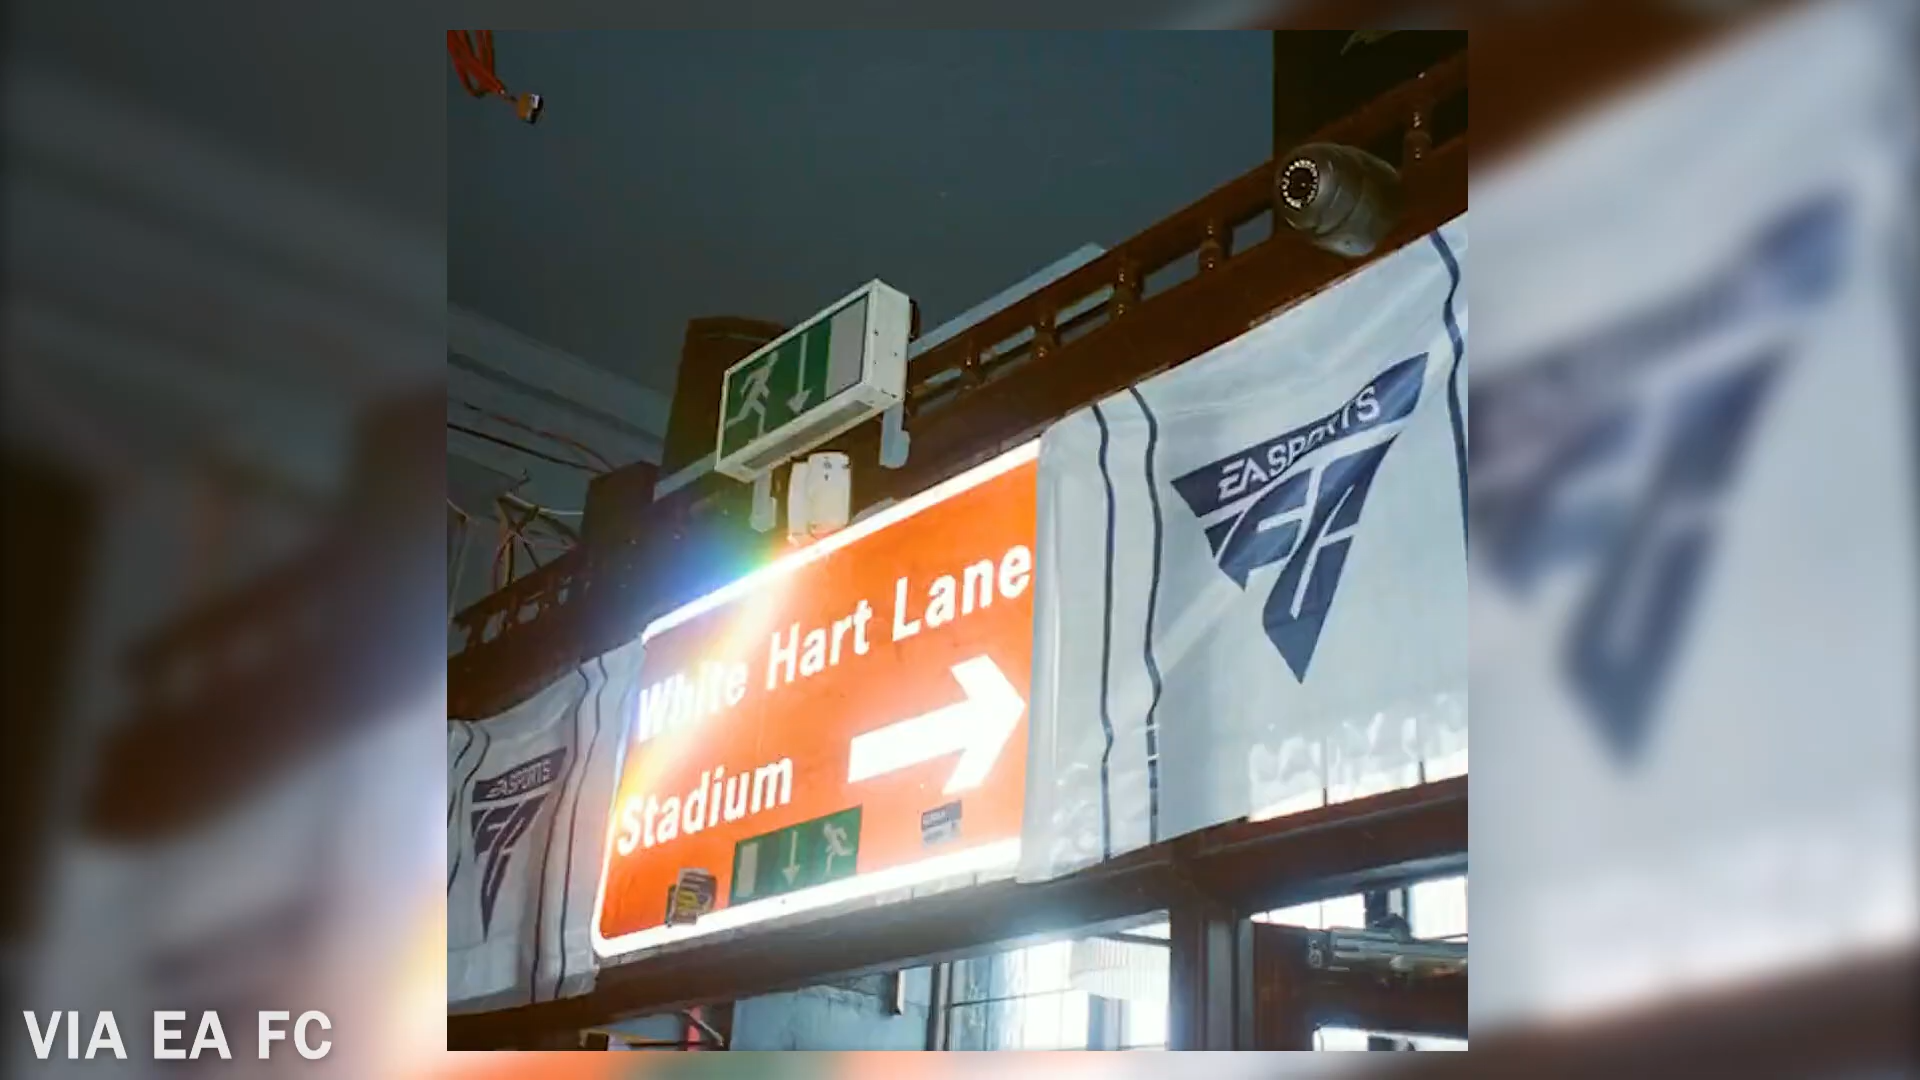 EA SPORTS
FC
White Hart Lane
Stadium
EA SPORTS
FC
VIA EA FC